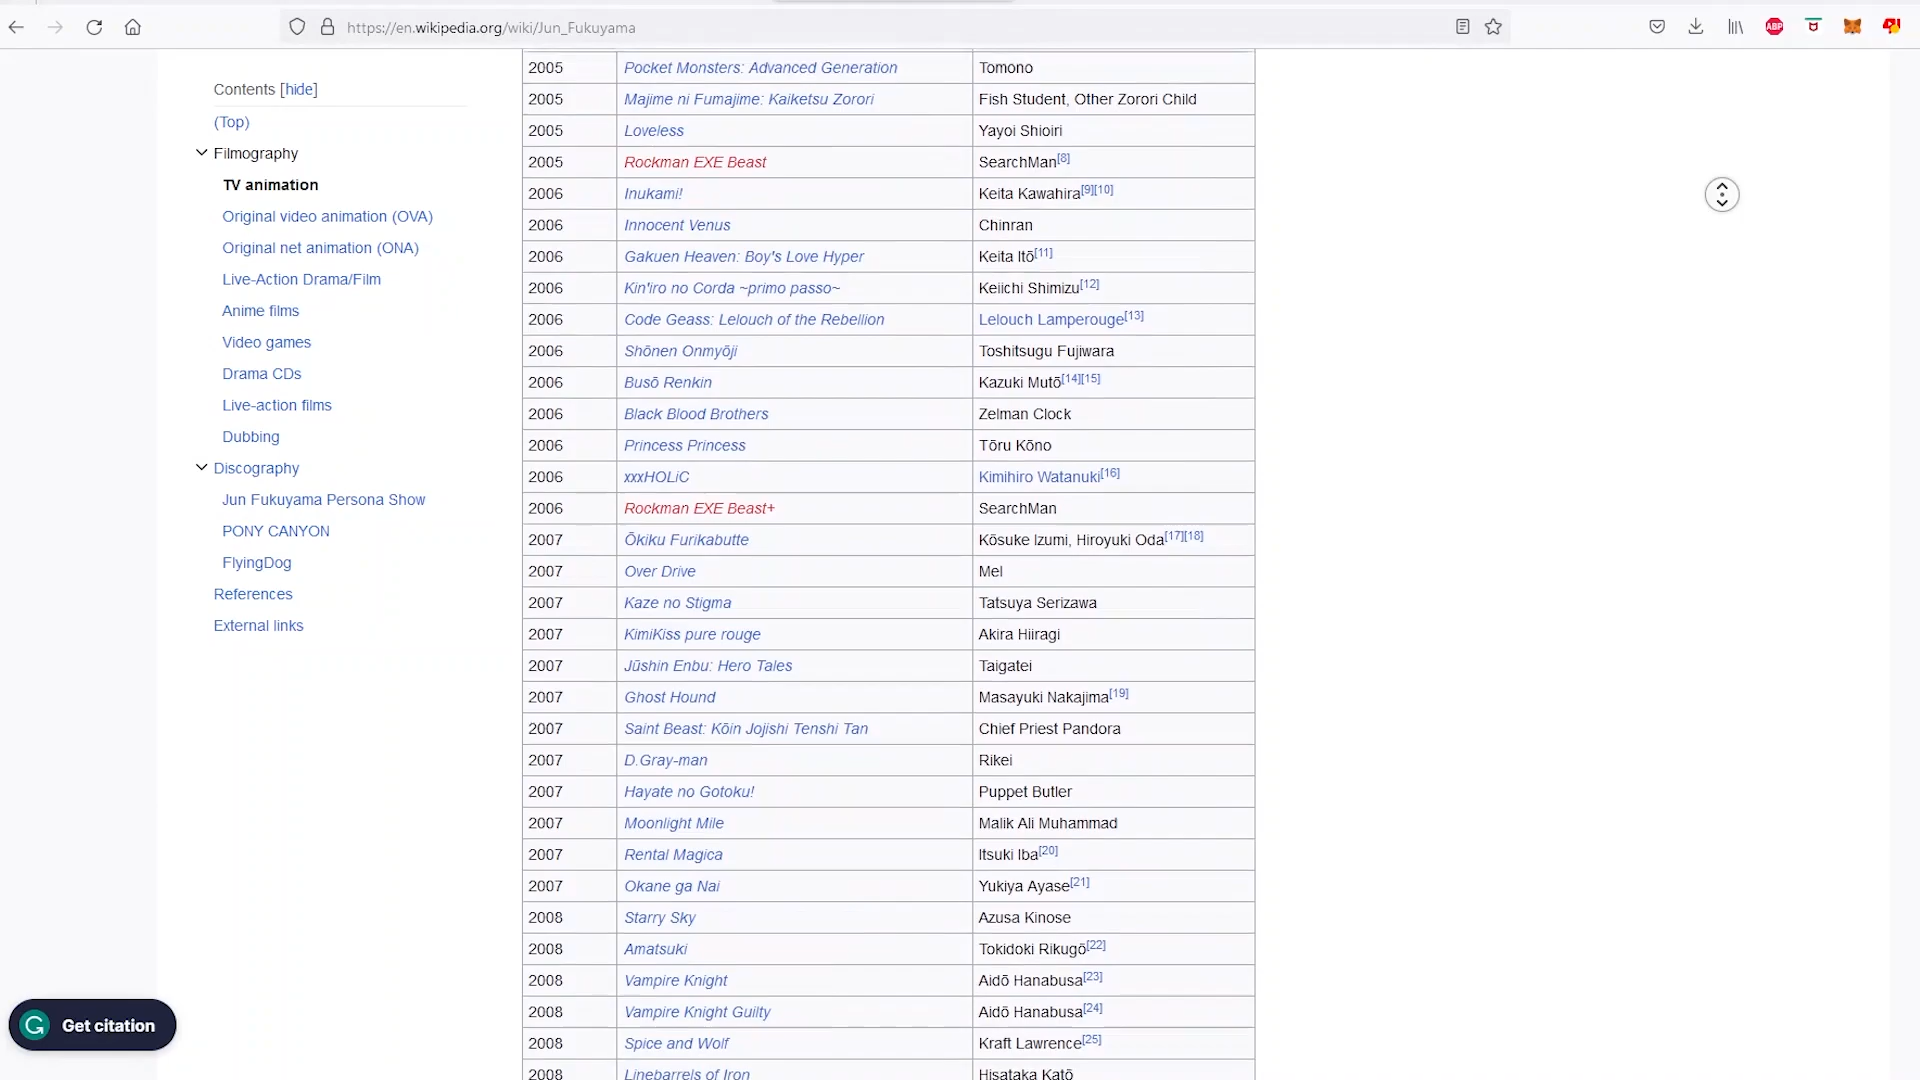 https://en.wikipedia.org/wiki/Jun_Fukuyama
ABP
Contents [hide]
(Top)
Filmography
TV animation
Original video animation (OVA)
Original net animation (ONA)
Live-Action Drama/Film
Anime films
Video games
Drama CDs
Live-action films
Dubbing
Discography
Jun Fukuyama Persona Show
PONY CANYON
FlyingDog
References
External links
2005 Pocket Monsters: Advanced Generation Tomono
2005 Majime ni Fumajime: Kaiketsu Zorori Fish Student, Other Zorori Child
2005 Loveless Yayoi Shioiri
2005 Rockman EXE Beast SearchMan[8]
2006 Inukami! Keita Kawahira[9][10]
2006 Innocent Venus Chinran
2006 Gakuen Heaven: Boy's Love Hyper Keita Itō[11]
2006 Kin'iro no Corda ~primo passo~ Keiichi Shimizu[12]
2006 Code Geass: Lelouch of the Rebellion Lelouch Lamperouge[13]
2006 Shōnen Onmyōji Toshitsugu Fujiwara
2006 Busō Renkin Kazuki Mutō[14][15]
2006 Black Blood Brothers Zelman Clock
2006 Princess Princess Tōru Kōno
2006 xxxHOLiC Kimihiro Watanuki[16]
2006 Rockman EXE Beast+ SearchMan
2007 Ōkiku Furikabutte Kōsuke Izumi, Hiroyuki Oda[17][18]
2007 Over Drive Mel
2007 Kaze no Stigma Tatsuya Serizawa
2007 KimiKiss pure rouge Akira Hiiragi
2007 Jūshin Enbu: Hero Tales Taigatei
2007 Ghost Hound Masayuki Nakajima[19]
2007 Saint Beast: Kōin Jojishi Tenshi Tan Chief Priest Pandora
2007 D.Gray-man Rikei
2007 Hayate no Gotoku! Puppet Butler
2007 Moonlight Mile Malik Ali Muhammad
2007 Rental Magica Itsuki Iba[20]
2007 Okane ga Nai Yukiya Ayase[21]
2008 Starry Sky Azusa Kinose
2008 Amatsuki Tokidoki Rikugō[22]
2008 Vampire Knight Aidō Hanabusa[23]
2008 Vampire Knight Guilty Aidō Hanabusa[24]
2008 Spice and Wolf Kraft Lawrence[25]
2008 Linebarrels of Iron Hisataka Katō
Get citation